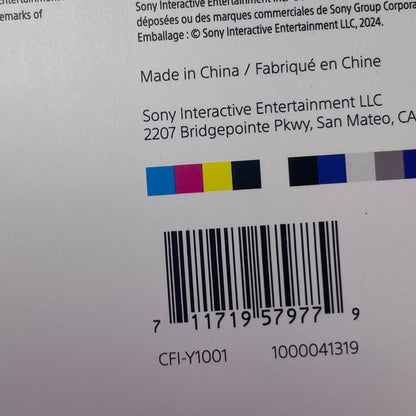 demarks of
Sony Interactive Entertainment
déposées ou des marques commerciales de Sony Group Corpora
Emballage : © Sony Interactive Entertainment LLC, 2024.
Made in China / Fabriqué en Chine
Sony Interactive Entertainment LLC
2207 Bridgepointe Pkwy, San Mateo, CA
7 11719 57977 9
CFI-Y1001 1000041319